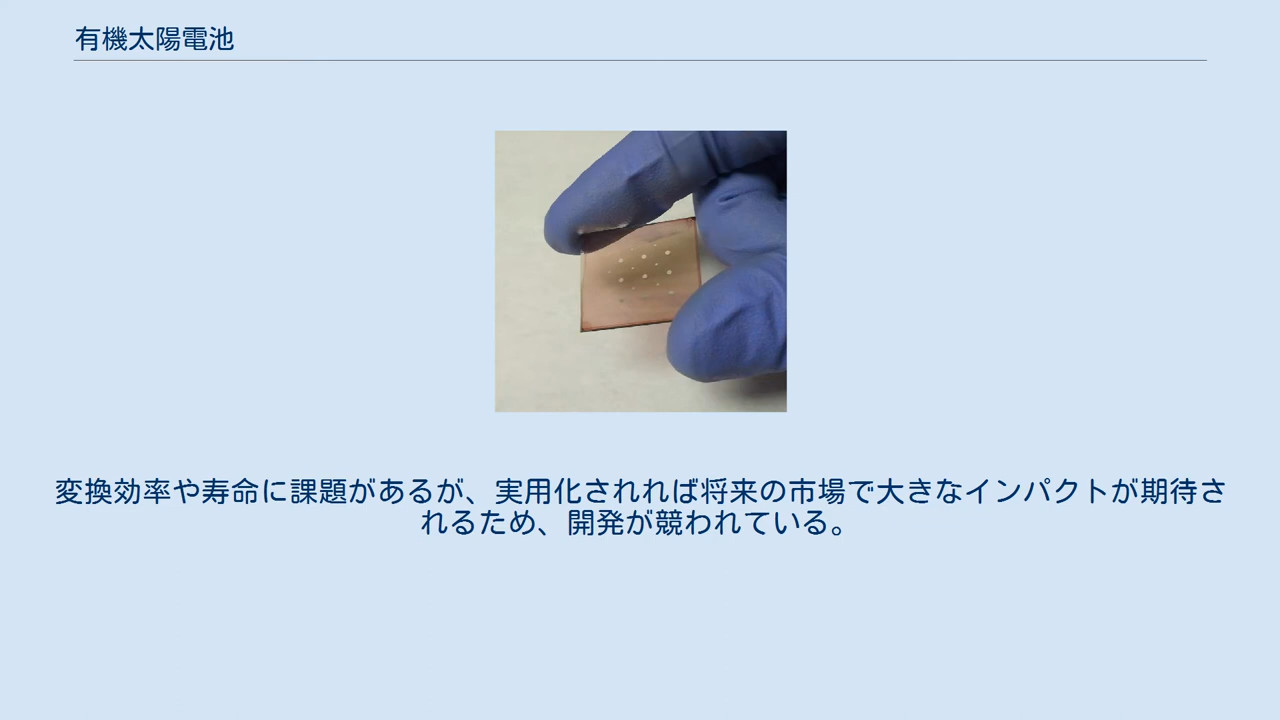 有機太陽電池
変換効率や寿命に課題があるが、実用化されれば将来の市場で大きなインパクトが期待さ
れるため、開発が競われている。